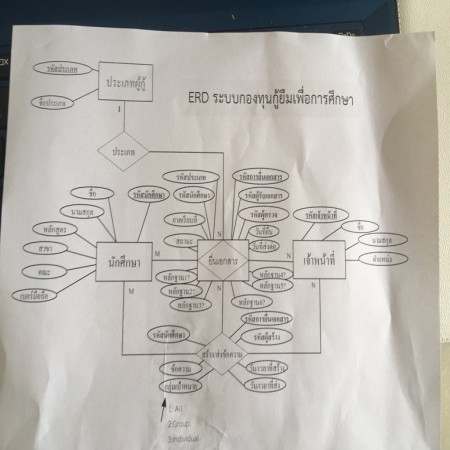 รหัสประเภท
ประเภทผู้กู้
ชื่อประเภท
ERD ระบบกองทุนกู้ยืมเพื่อการศึกษา
1
ประเภท
N
รหัสประเภท
รหัสการยื่นเอกสาร
ชื่อ
รหัสนักศึกษา
รหัสนักศึกษา
ผู้รับเอกสาร
นามสกุล
ภาคเรียนที่
รหัสผู้ตรวจ
รหัสเจ้าหน้าที่
หลักสูตร
วันที่ยื่น
ชื่อ
สาขา
สถานะ
วันที่ส่งต่อ
นามสกุล
ตำแหน่ง
นักศึกษา
M
ยื่นเอกสาร
N
เจ้าหน้าที่
คณะ
หลักฐาน1?
หลักฐาน4?
เบอร์มือถือ
M
หลักฐาน2?
หลักฐาน5?
N
หลักฐาน3?
หลักฐาน6?
N
รหัสการยื่นเอกสาร
รหัสนักศึกษา
รหัสผู้สร้าง
สร้าง/ส่งข้อความ
ข้อความ
วันเวลาที่สร้าง
กลุ่มเป้าหมาย
วันเวลาที่ส่ง
1: All
2:Group
3:Individual